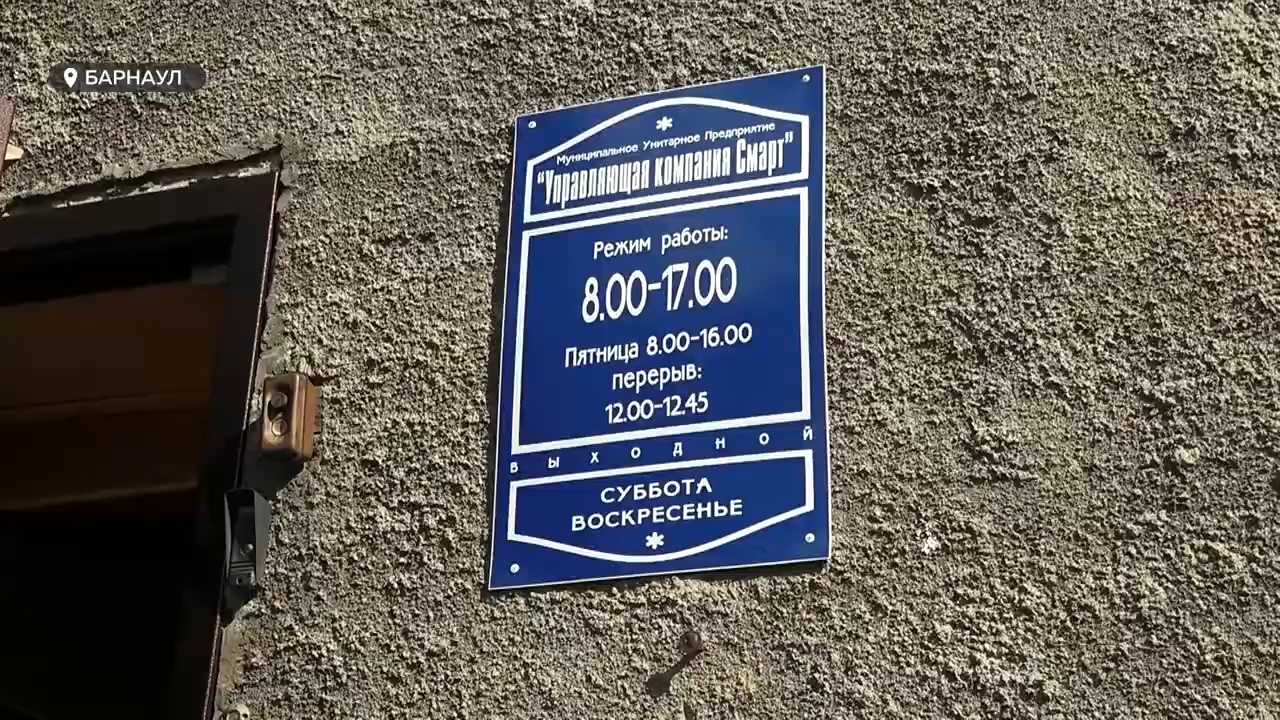 БАРНАУЛ
Муниципальное Унитарное Предприятие
"Управляющая компания Смарт"
Режим работы:
8.00-17.00
Пятница 8.00-16.00
перерыв:
12.00-12.45
ВЫХОДНОЙ
СУББОТА
ВОСКРЕСЕНЬЕ